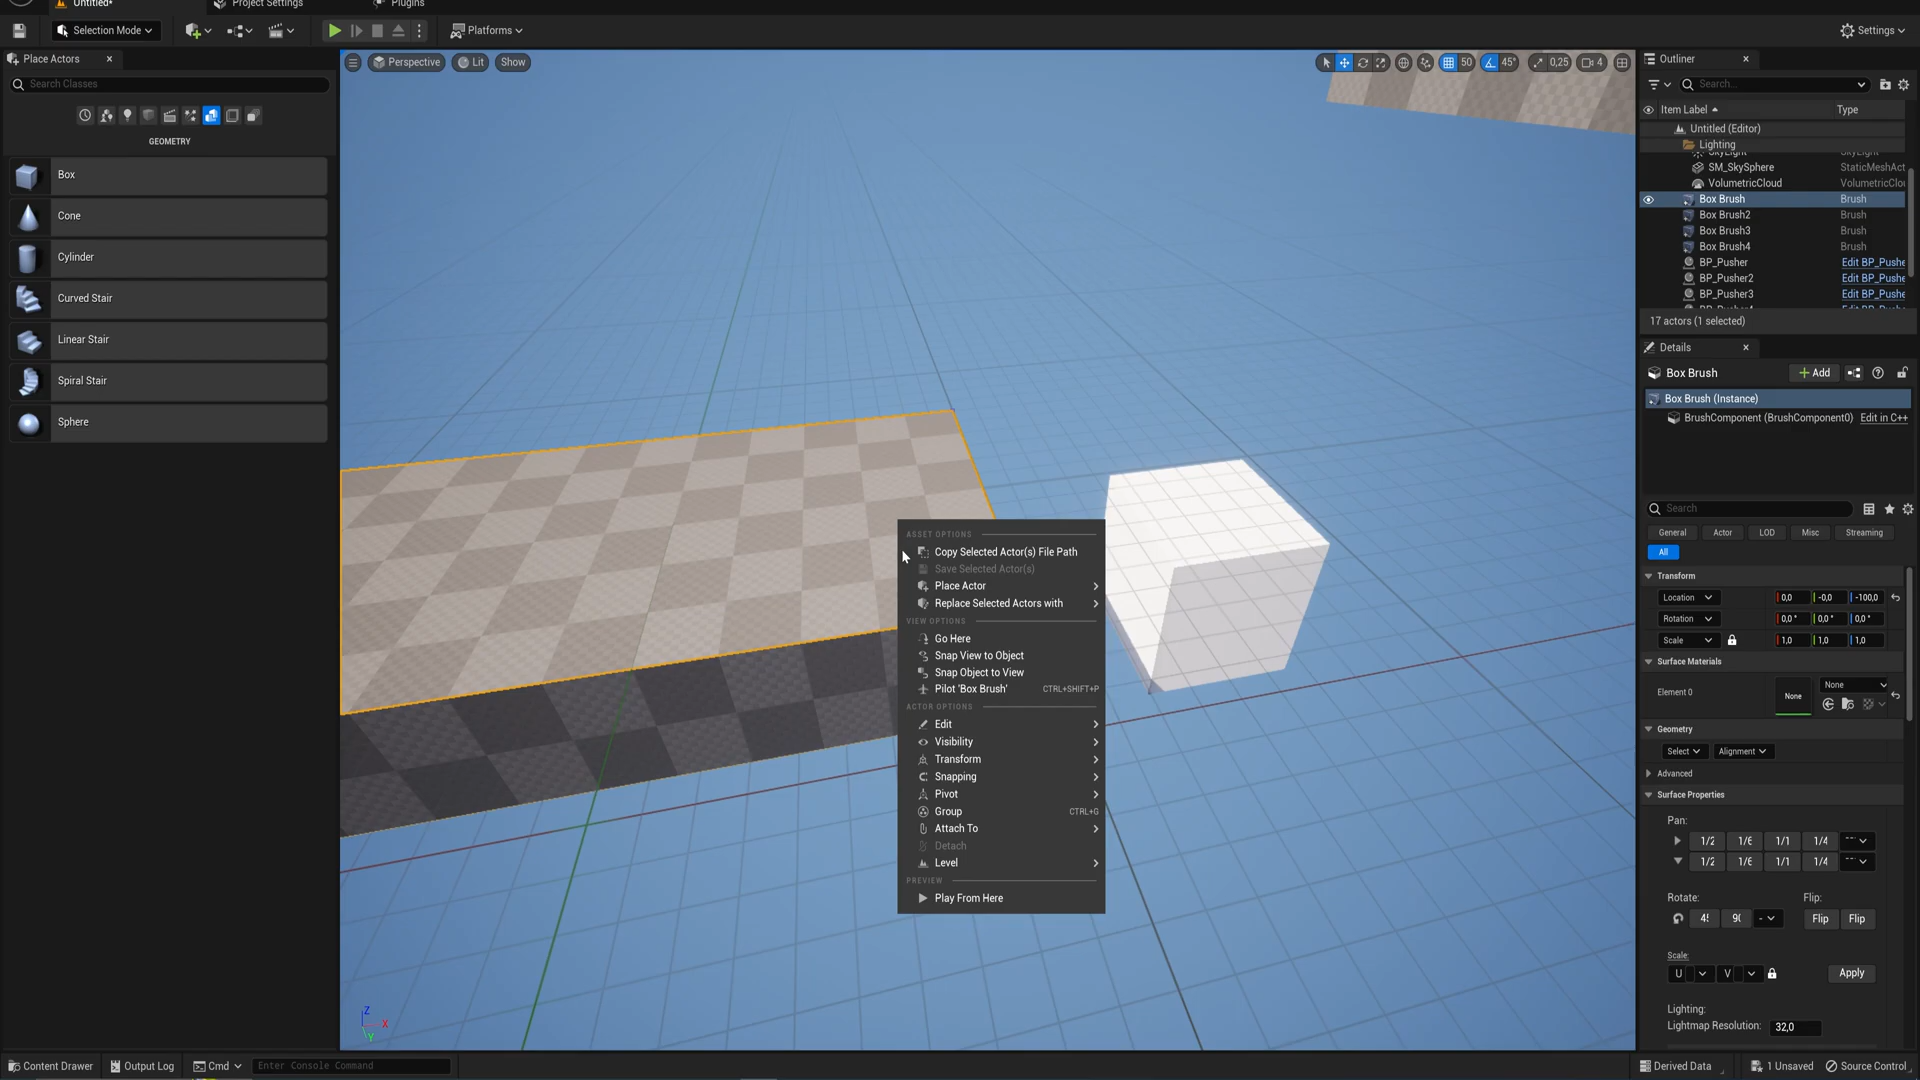 Untitled*
Project Settings
Plugins
Selection Mode
Platforms
Settings
Place Actors
Search Classes
GEOMETRY
Box
Cone
Cylinder
Curved Stair
Linear Stair
Spiral Stair
Sphere
Perspective
Lit
Show
50
45°
0,25
4
ASSET OPTIONS
Copy Selected Actor(s) File Path
Save Selected Actor(s)
Place Actor
Replace Selected Actors with
VIEW OPTIONS
Go Here
Snap View to Object
Snap Object to View
Pilot 'Box Brush' CTRL+SHIFT+P
ACTOR OPTIONS
Edit
Visibility
Transform
Snapping
Pivot
Group CTRL+G
Attach To
Detach
Level
PREVIEW
Play From Here
Z
X
Y
Outliner
Search...
Item Label Type
Untitled (Editor)
Lighting
SkyLight SkyLight
SM_SkySphere StaticMeshAct
VolumetricCloud VolumetricClou
Box Brush Brush
Box Brush2 Brush
Box Brush3 Brush
Box Brush4 Brush
BP_Pusher Edit BP_Pushe
BP_Pusher2 Edit BP_Pushe
BP_Pusher3 Edit BP_Pushe
17 actors (1 selected)
Details
Box Brush
Add
Box Brush (Instance)
BrushComponent (BrushComponent0) Edit in C++
Search
General Actor LOD Misc Streaming
All
Transform
Location 0,0 -0,0 -100,0
Rotation 0,0° 0,0° 0,0°
Scale 1,0 1,0 1,0
Surface Materials
Element 0 None None
Geometry
Select Alignment
Advanced
Surface Properties
Pan:
1/2 1/6 1/1 1/4
1/2 1/6 1/1 1/4
Rotate: Flip:
Flip Flip
Scale:
U V Apply
Lighting:
Lightmap Resolution: 32,0
Content Drawer
Output Log
Cmd
Enter Console Command
Derived Data
1 Unsaved
Source Control